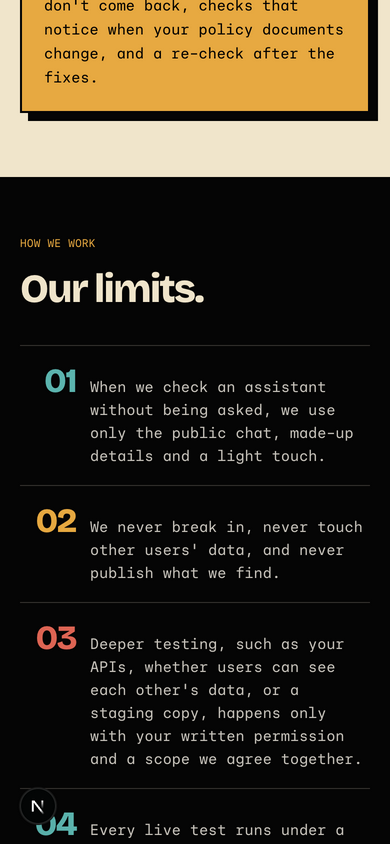 don't come back, checks that
notice when your policy documents
change, and a re-check after the
fixes.
HOW WE WORK
Our limits.
01
When we check an assistant
without being asked, we use
only the public chat, made-up
details and a light touch.
02
We never break in, never touch
other users' data, and never
publish what we find.
03
Deeper testing, such as your
APIs, whether users can see
each other's data, or a
staging copy, happens only
with your written permission
and a scope we agree together.
N
04
Every live test runs under a